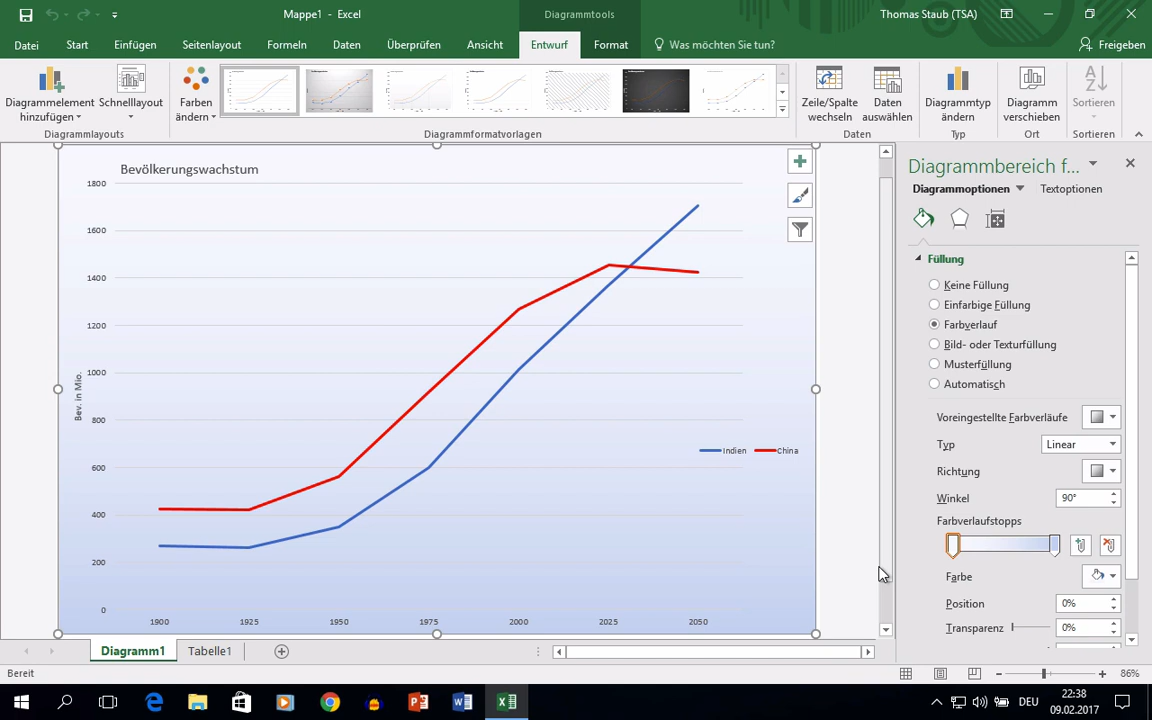 Mappe1 - Excel
Diagrammtools
Thomas Staub (TSA)
Datei Start Einfügen Seitenlayout Formeln Daten Überprüfen Ansicht Entwurf Format Was möchten Sie tun? Freigeben
Diagrammelement hinzufügen
Schnelllayout
Farben ändern
Zeile/Spalte wechseln
Daten auswählen
Diagrammtyp ändern
Diagramm verschieben
Sortieren
Diagrammlayouts Diagrammformatvorlagen Daten Typ Ort Sortieren
Bevölkerungswachstum
1800
1600
1400
1200
1000
800
600
400
200
0
Bev. in Mio.
Indien China
1900 1925 1950 1975 2000 2025 2050
Diagrammbereich f...
Diagrammoptionen Textoptionen
Füllung
Keine Füllung
Einfarbige Füllung
Farbverlauf
Bild- oder Texturfüllung
Musterfüllung
Automatisch
Voreingestellte Farbverläufe
Typ Linear
Richtung
Winkel 90°
Farbverlaufstopps
Farbe
Position 0%
Transparenz 0%
Diagramm1 Tabelle1
Bereit 86%
DEU
22:38
09.02.2017